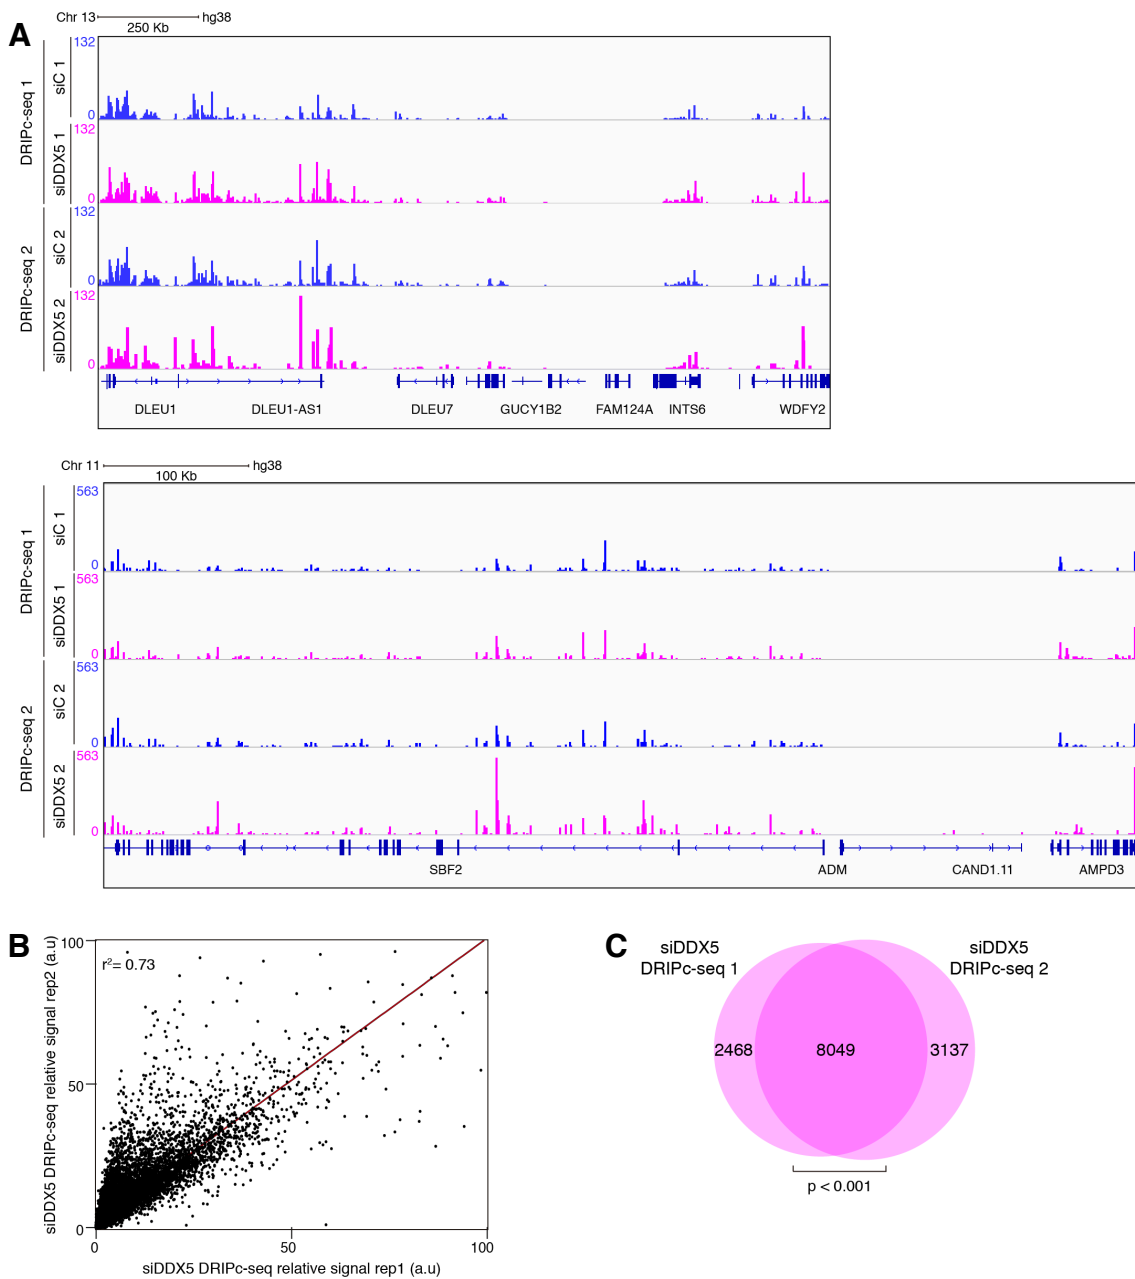 A
Chr 13
hg38
250 Kb
DRIPc-seq 1
siC 1
132
0
siDDX5 1
132
0
DRIPc-seq 2
siC 2
132
0
siDDX5 2
132
0
DLEU1 DLEU1-AS1 DLEU7 GUCY1B2 FAM124A INTS6 WDFY2
Chr 11
hg38
100 Kb
DRIPc-seq 1
siC 1
563
0
siDDX5 1
563
0
DRIPc-seq 2
siC 2
563
0
siDDX5 2
563
0
SBF2 ADM CAND1.11 AMPD3
B
siDDX5 DRIPc-seq relative signal rep2 (a.u)
100
50
0
r²= 0.73
0 50 100
siDDX5 DRIPc-seq relative signal rep1 (a.u)
C
siDDX5
DRIPc-seq 1
siDDX5
DRIPc-seq 2
2468 8049 3137
p < 0.001